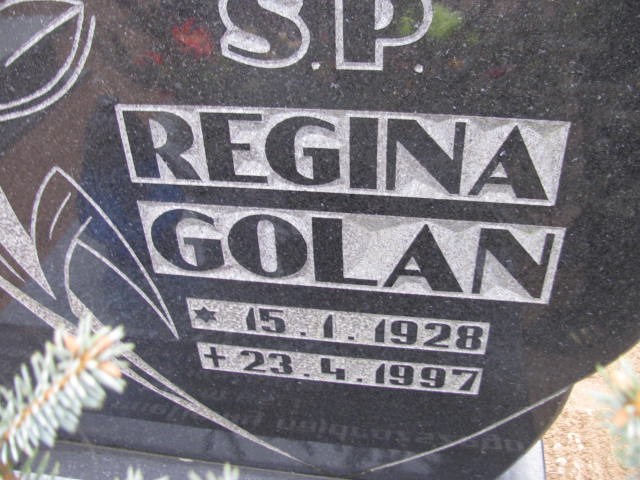 S.P.
REGINA
GOLAN
* 15.1.1928
+ 23.4.1997